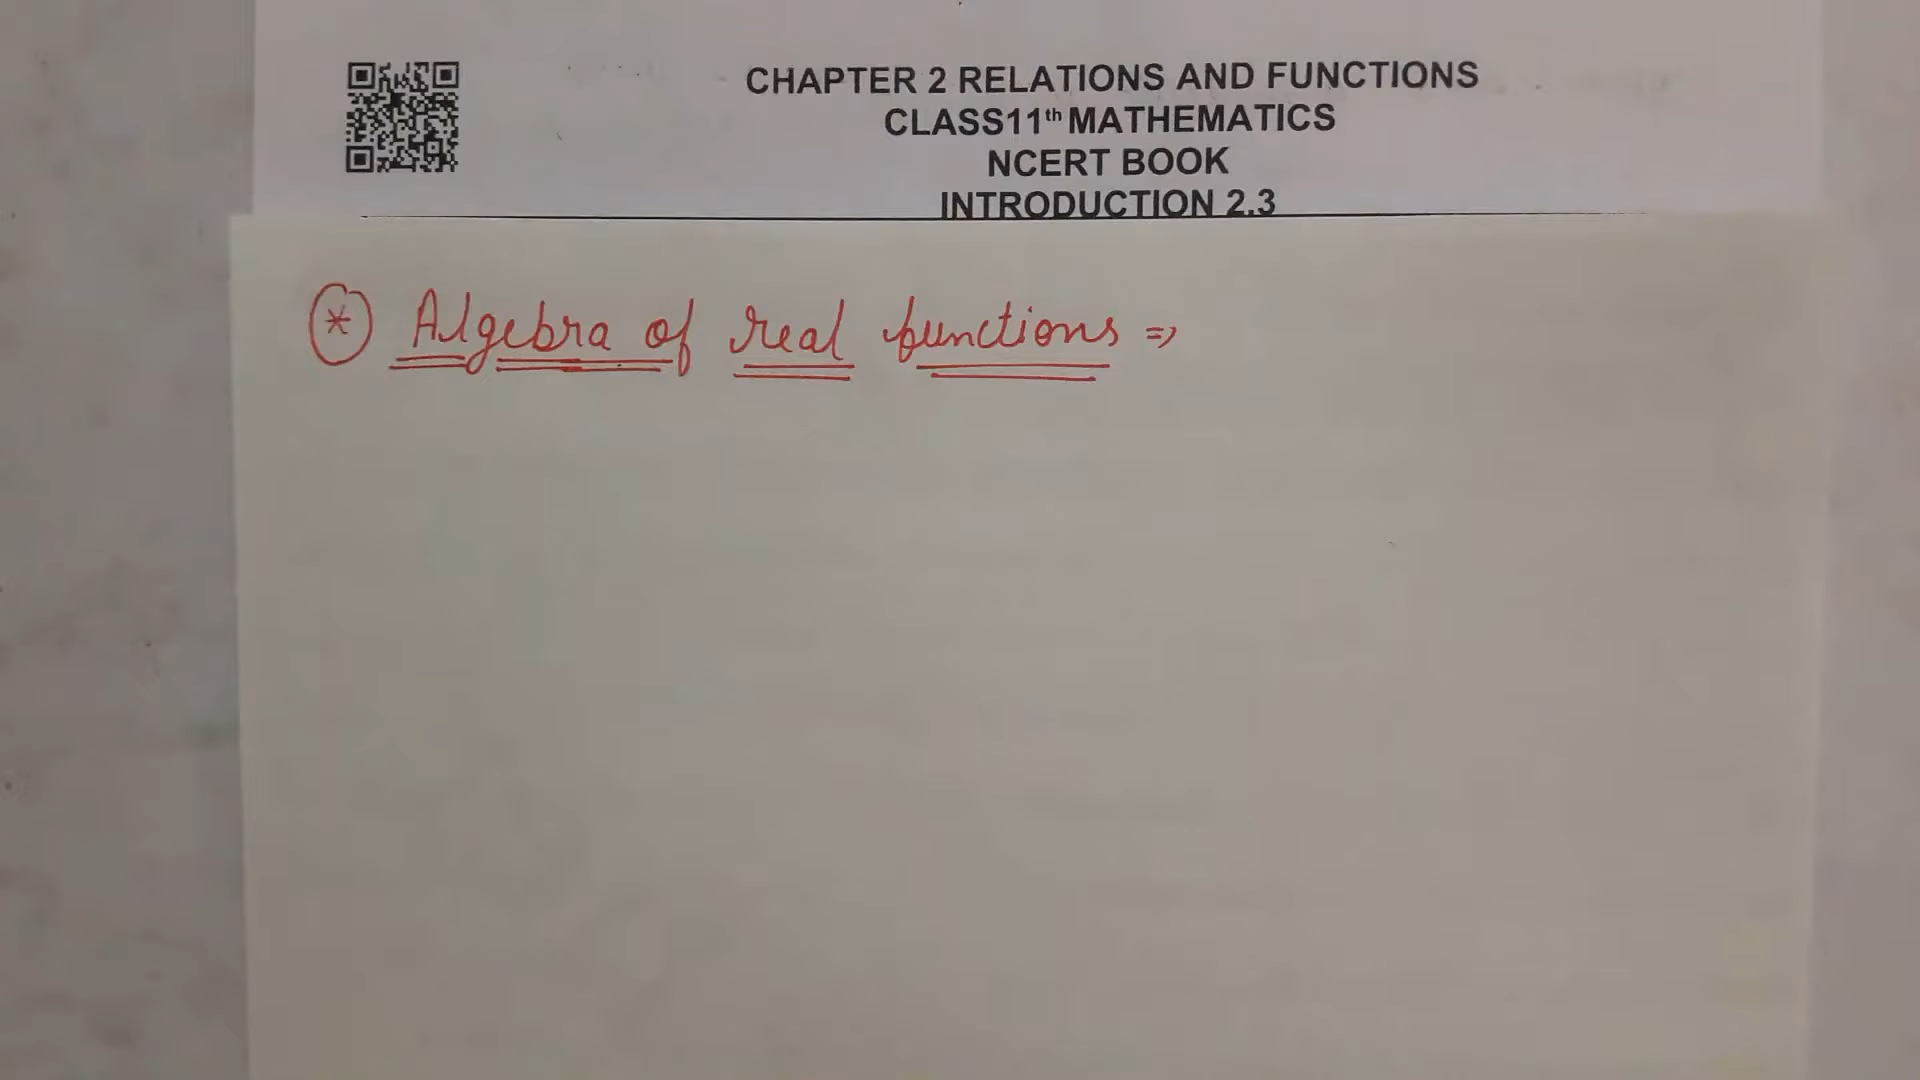 CHAPTER 2 RELATIONS AND FUNCTIONS
CLASS11th MATHEMATICS
NCERT BOOK
INTRODUCTION 2.3
* Algebra of real functions =>